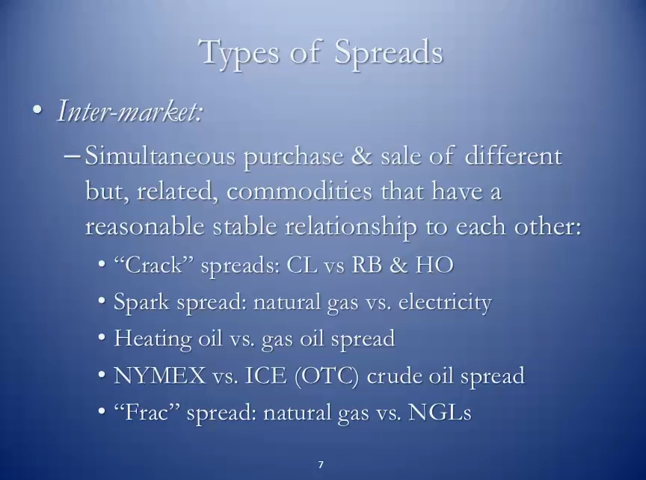 Types of Spreads
• Inter-market:
– Simultaneous purchase & sale of different
but, related, commodities that have a
reasonable stable relationship to each other:
• “Crack” spreads: CL vs RB & HO
• Spark spread: natural gas vs. electricity
• Heating oil vs. gas oil spread
• NYMEX vs. ICE (OTC) crude oil spread
• “Frac” spread: natural gas vs. NGLs
7